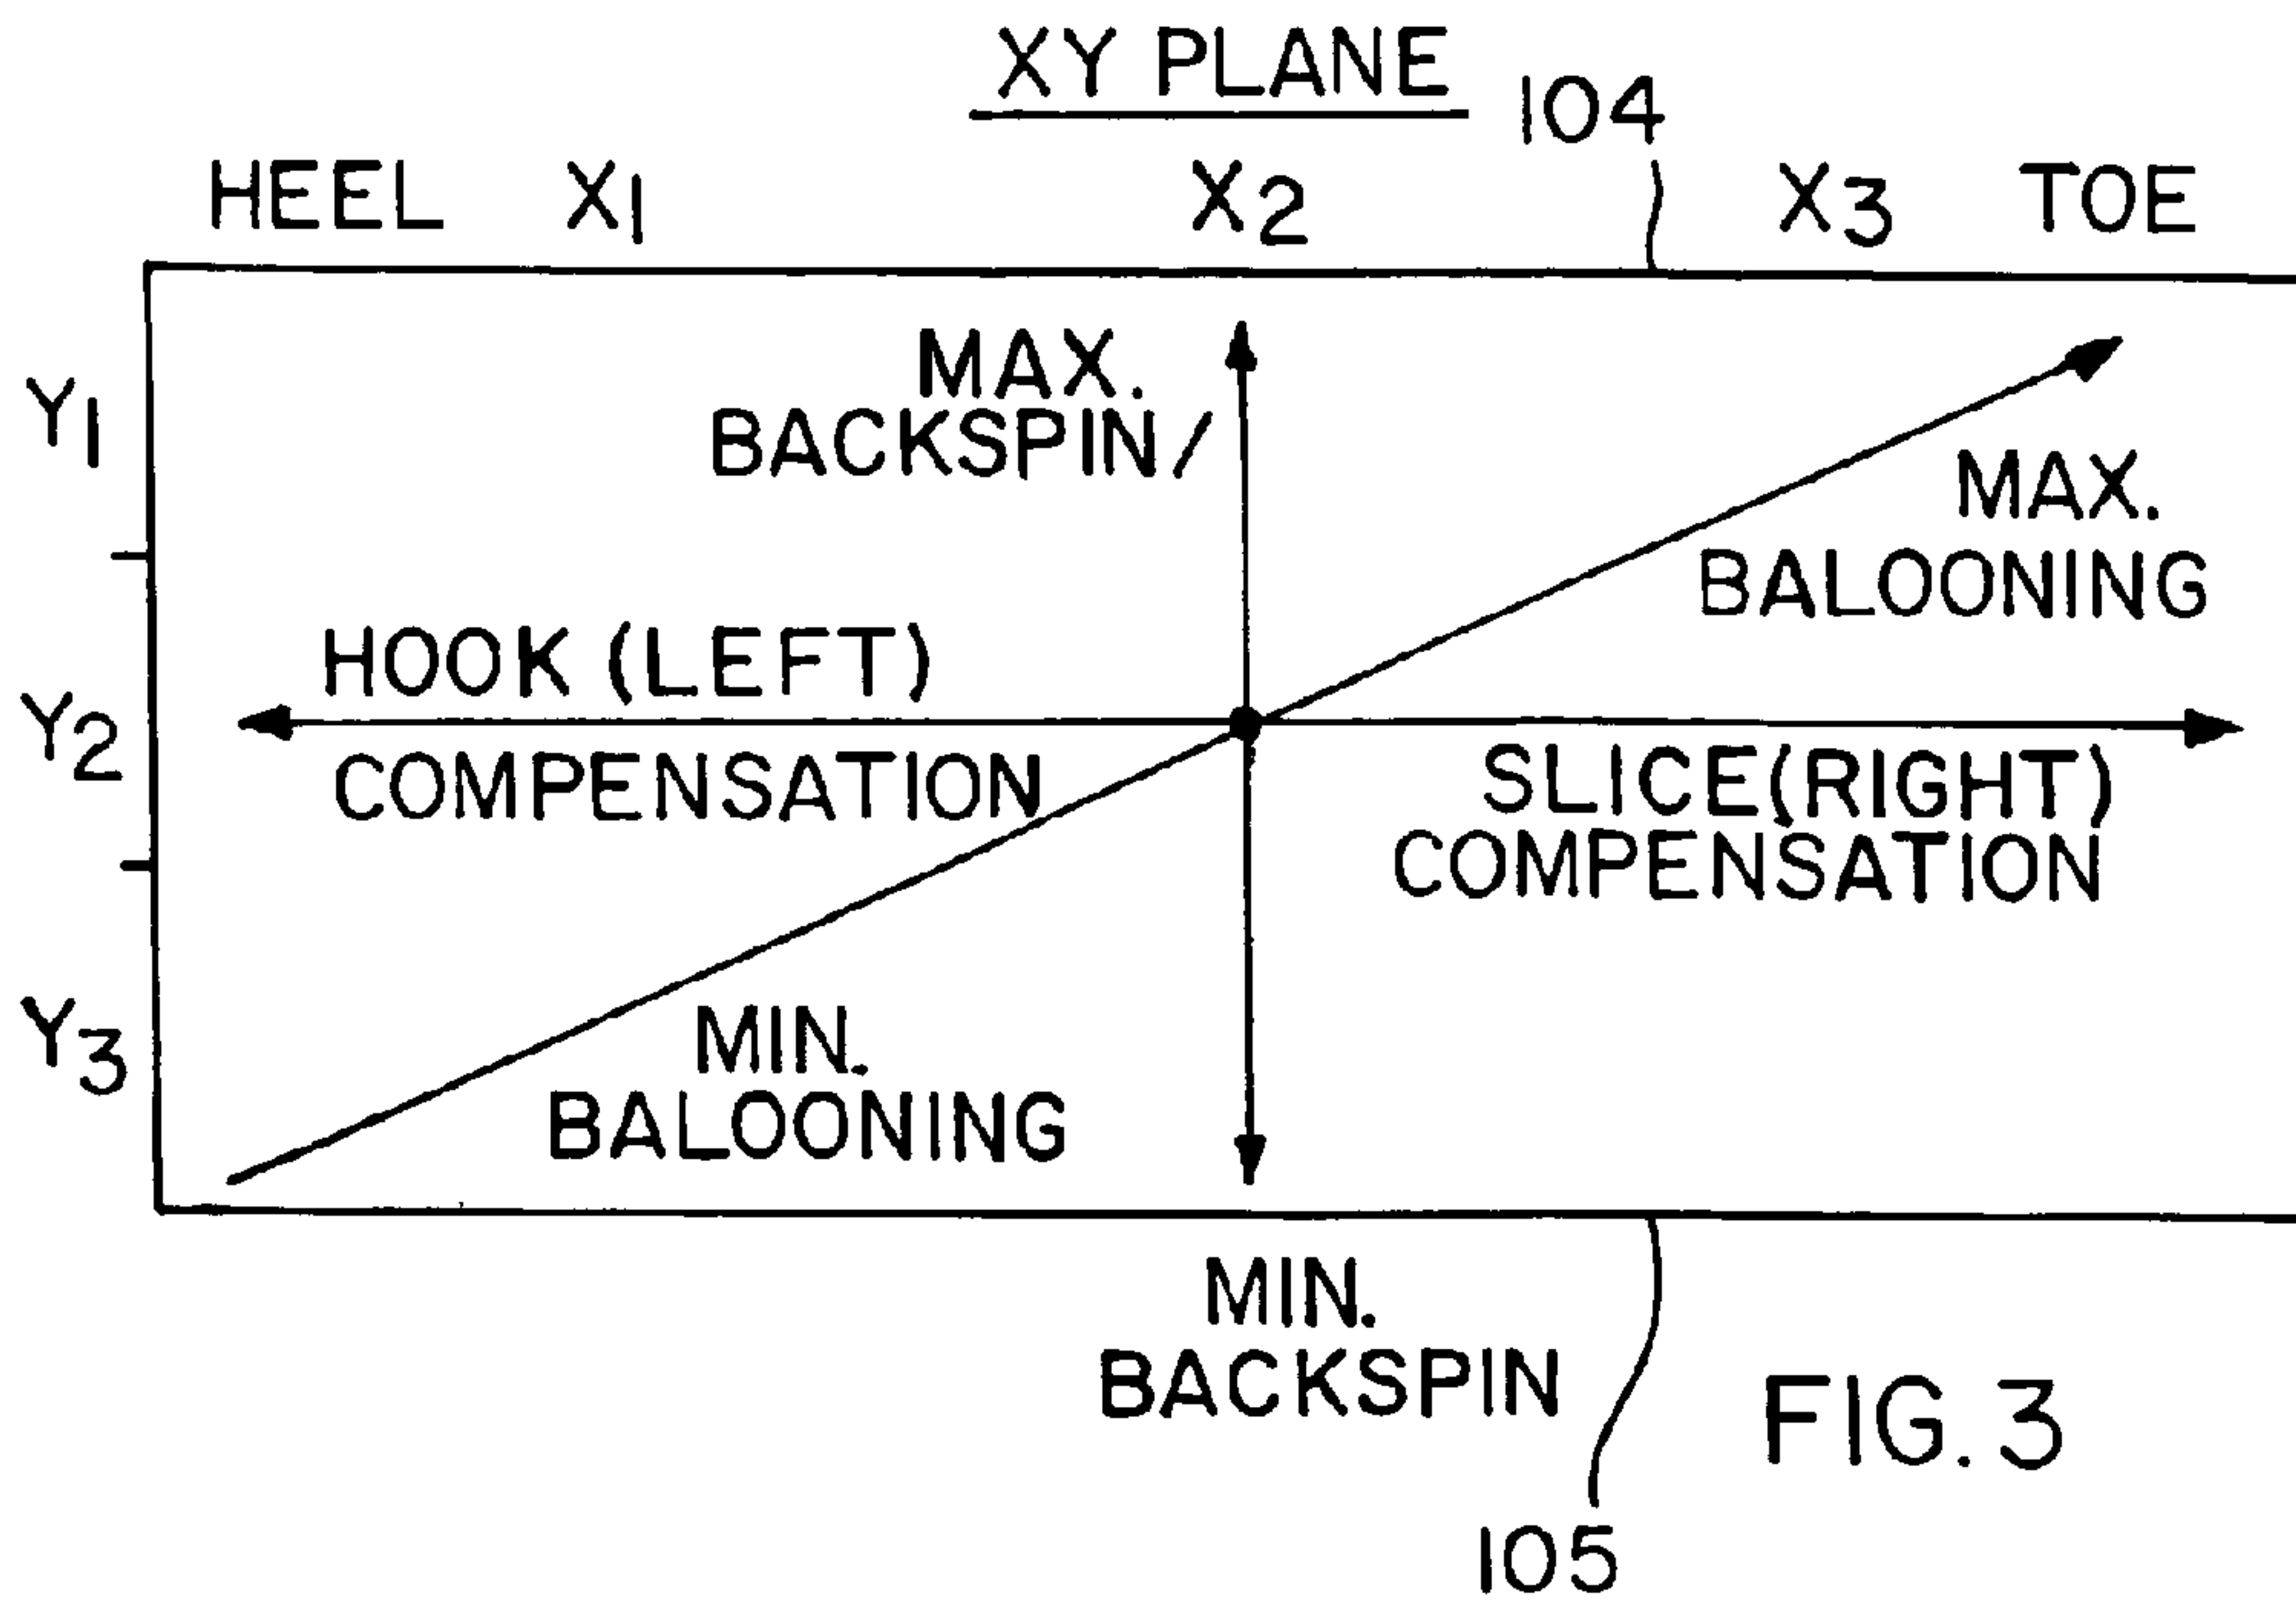 XY PLANE
104
HEEL X1 X2 X3 TOE
MAX.
BACKSPIN/
Y1
MAX.
BALOONING
HOOK (LEFT)
COMPENSATION
Y2
SLICE(RIGHT)
COMPENSATION
Y3
MIN.
BALOONING
MIN.
BACKSPIN
FIG. 3
105